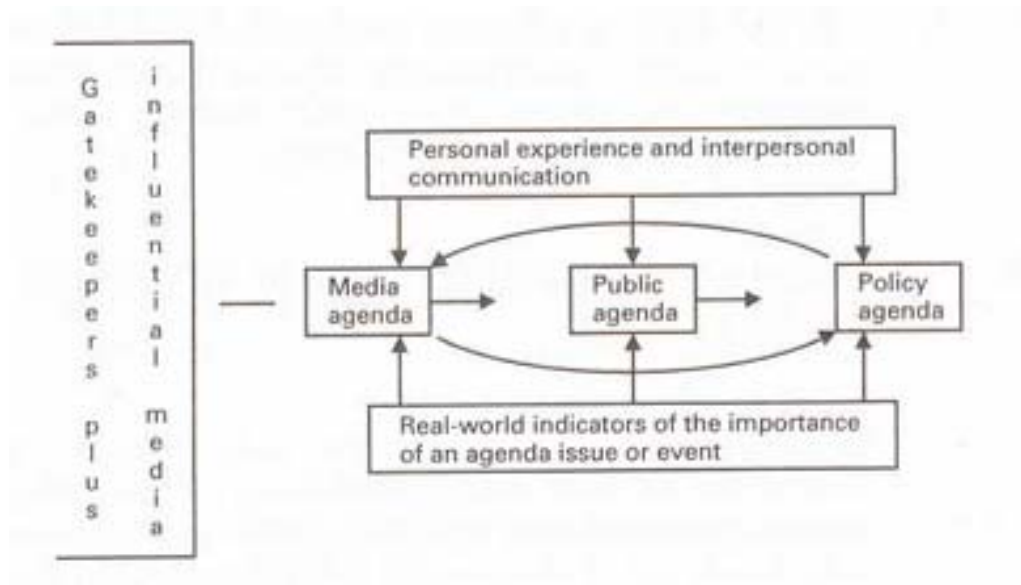 Gatekeepers plus
influential media
Personal experience and interpersonal
communication
Media
agenda
Public
agenda
Policy
agenda
Real-world indicators of the importance
of an agenda issue or event